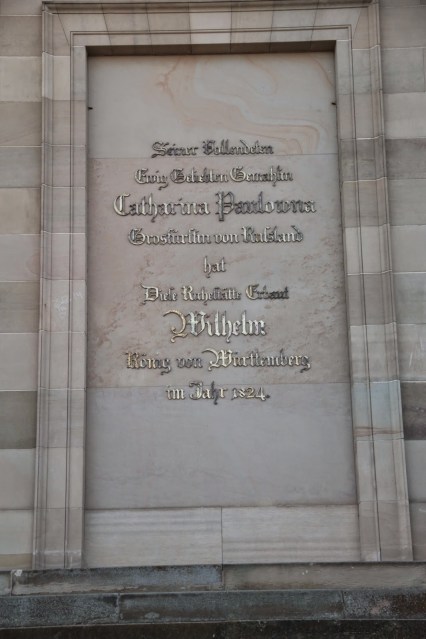 Seiner Vollendeten
Ewig Geliebten Gemahlin
Catharina Paulowna
Grosfürstin von Rußland
hat
Diese Ruhestätte Erbaut
Wilhelm
König von Württemberg
im Jahr 1824.